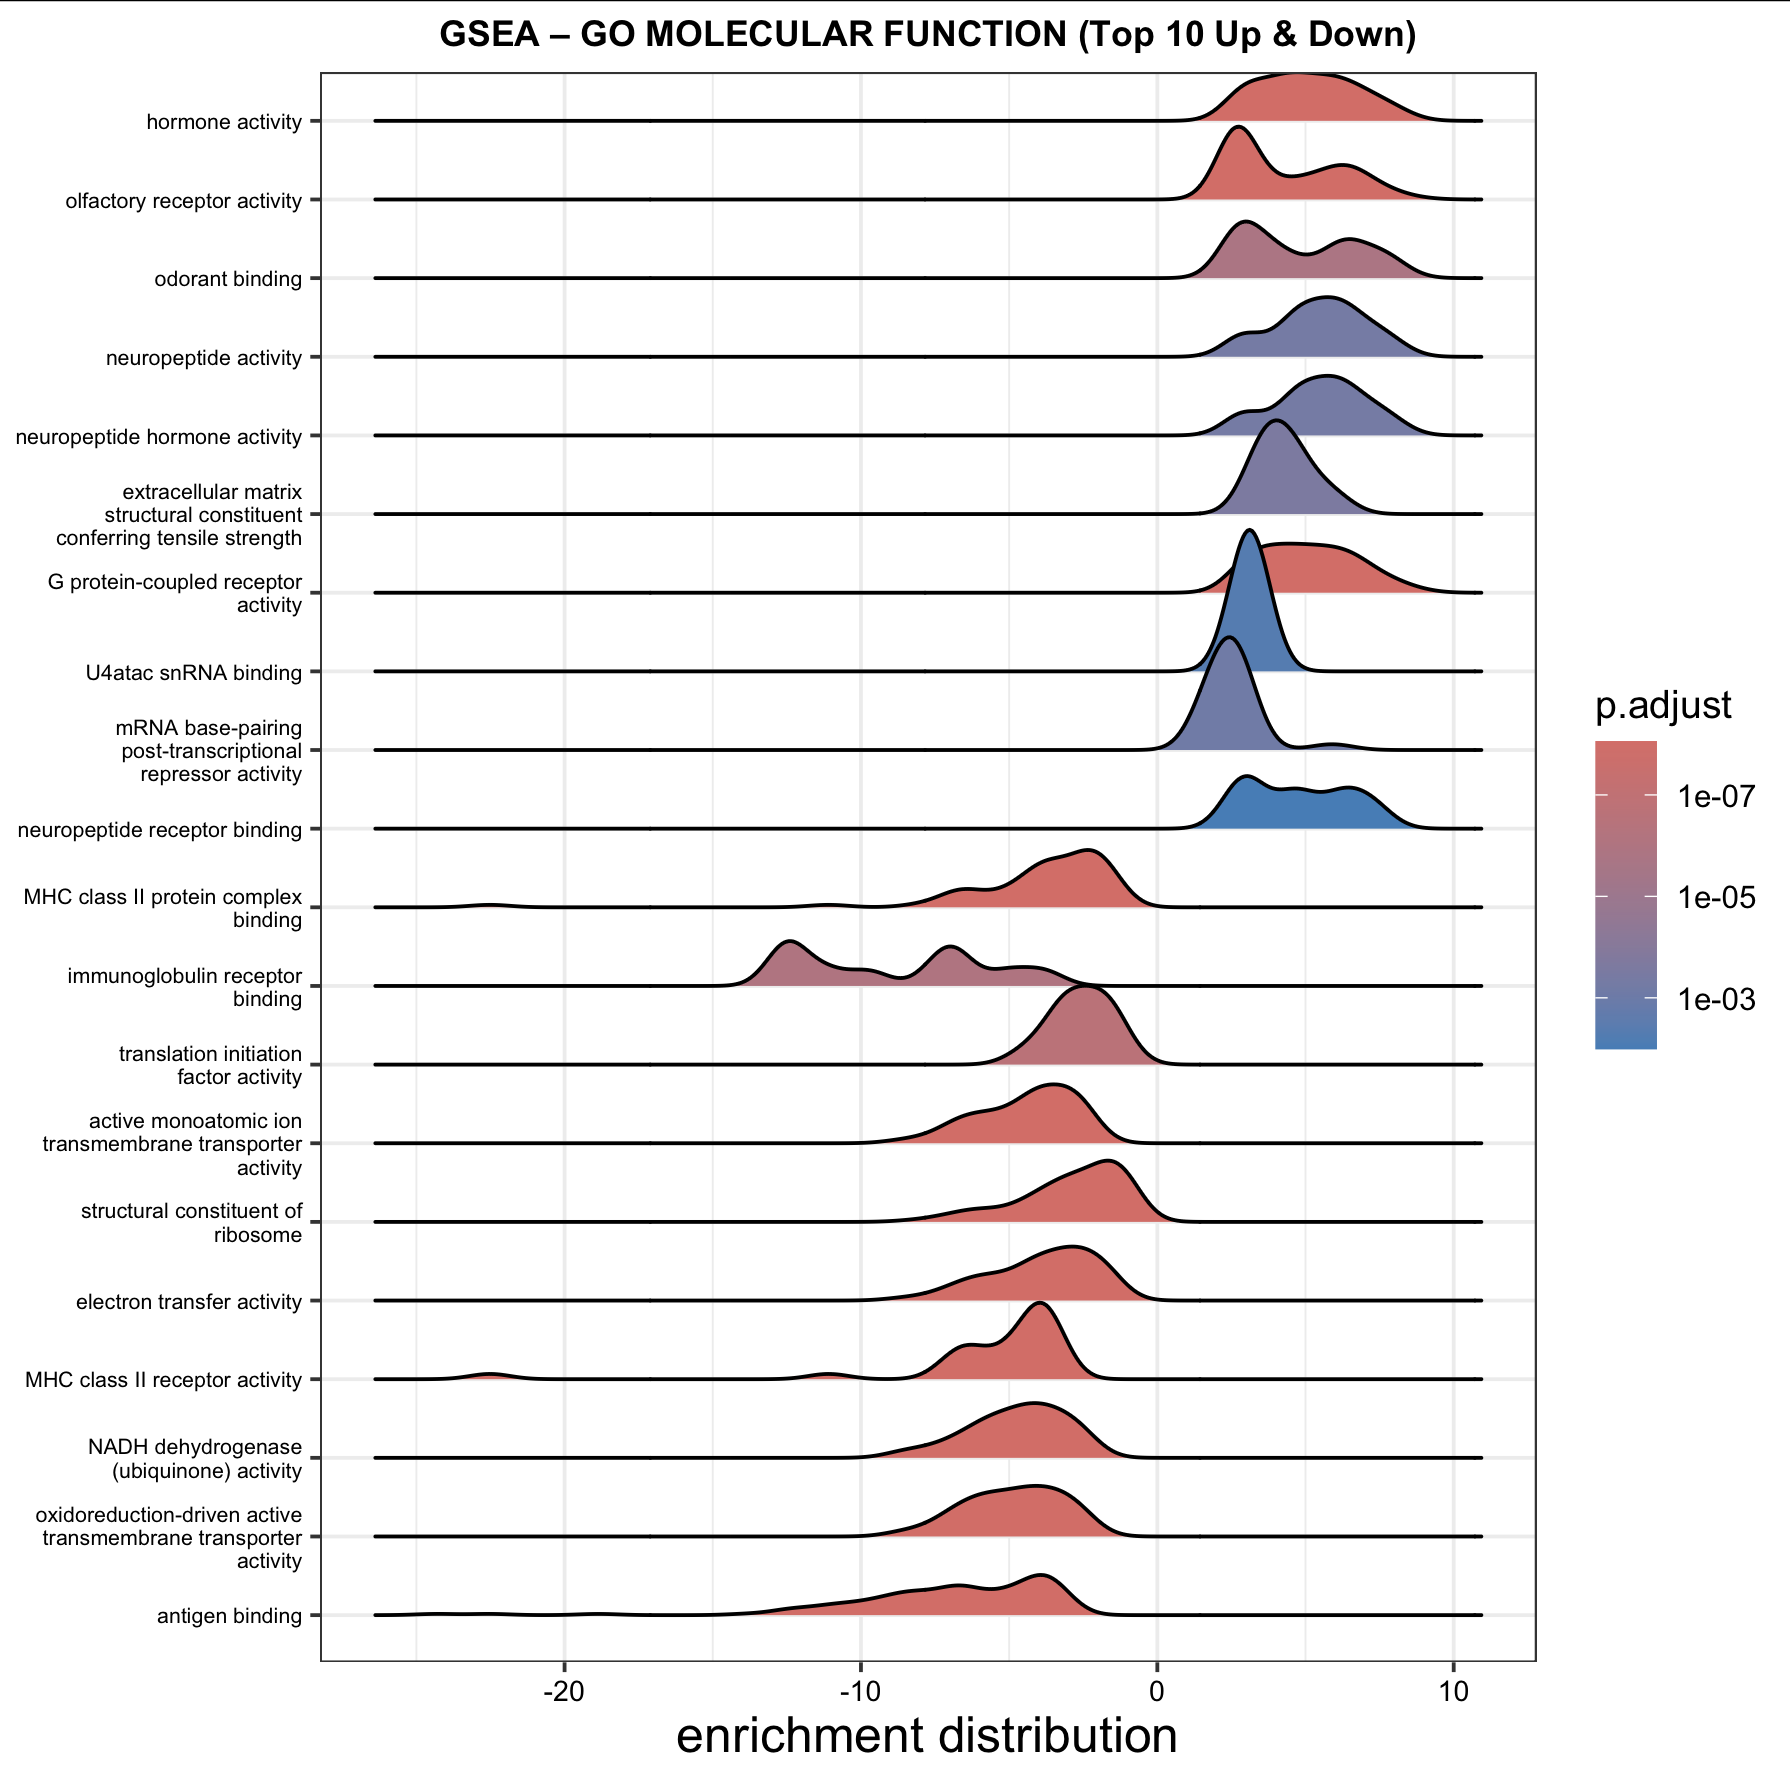 GSEA – GO MOLECULAR FUNCTION (Top 10 Up & Down)
hormone activity
olfactory receptor activity
odorant binding
neuropeptide activity
neuropeptide hormone activity
extracellular matrix
structural constituent
conferring tensile strength
G protein-coupled receptor
activity
U4atac snRNA binding
mRNA base-pairing
post-transcriptional
repressor activity
neuropeptide receptor binding
MHC class II protein complex
binding
immunoglobulin receptor
binding
translation initiation
factor activity
active monoatomic ion
transmembrane transporter
activity
structural constituent of
ribosome
electron transfer activity
MHC class II receptor activity
NADH dehydrogenase
(ubiquinone) activity
oxidoreduction-driven active
transmembrane transporter
activity
antigen binding
-20
-10
0
10
enrichment distribution
p.adjust
1e-07
1e-05
1e-03